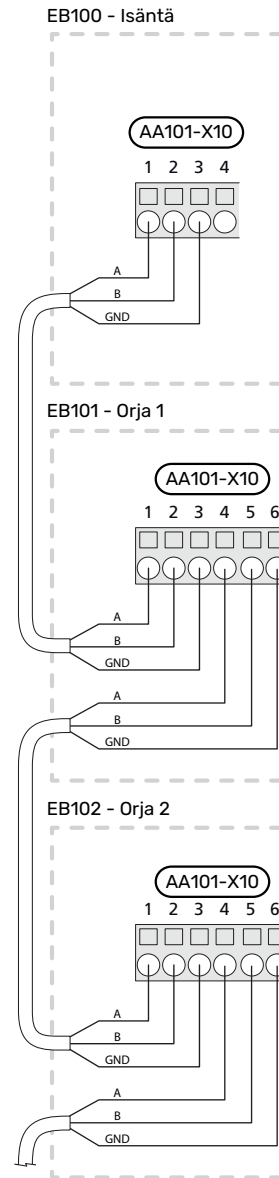 EB100 - Isäntä
AA101-X10
1 2 3 4
A
B
GND
EB101 - Orja 1
AA101-X10
1 2 3 4 5 6
A
B
GND
A
B
GND
EB102 - Orja 2
AA101-X10
1 2 3 4 5 6
A
B
GND
A
B
GND